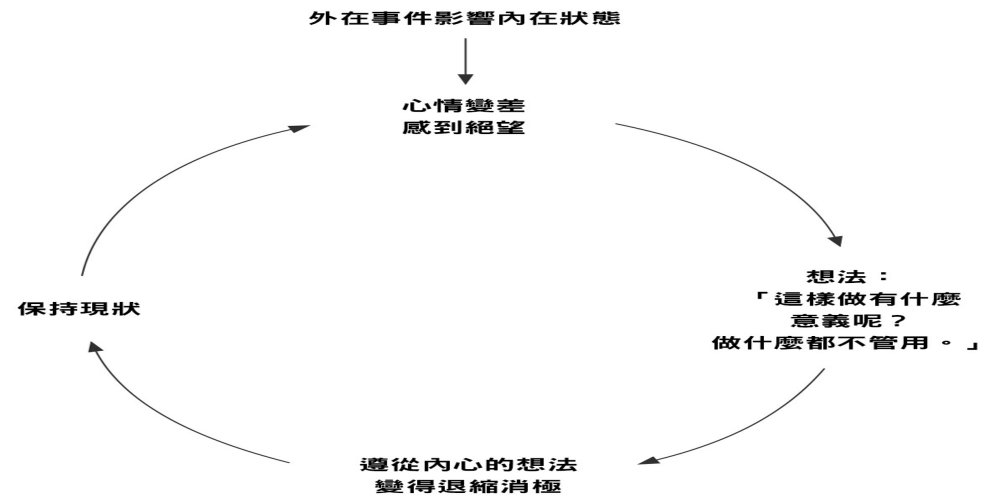 外在事件影響內在狀態
心情變差
感到絕望
想法：
「這樣做有什麼
意義呢？
做什麼都不管用。」
遵從內心的想法
變得退縮消極
保持現狀